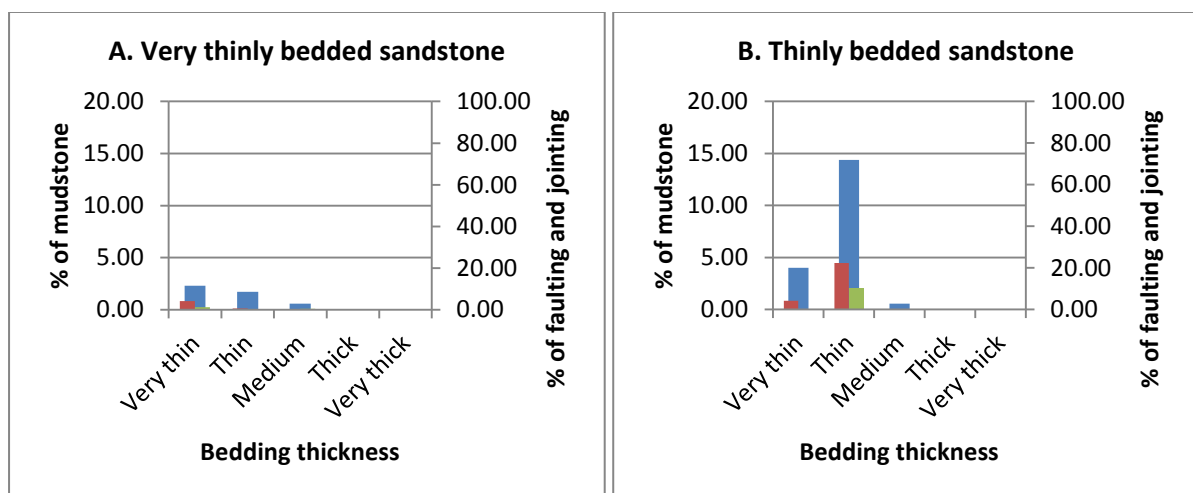 A. Very thinly bedded sandstone
% of mudstone
20.00
15.00
10.00
5.00
0.00
100.00
80.00
60.00
40.00
20.00
0.00
% of faulting and jointing
Very thin
Thin
Medium
Thick
Very thick
Bedding thickness
B. Thinly bedded sandstone
% of mudstone
20.00
15.00
10.00
5.00
0.00
100.00
80.00
60.00
40.00
20.00
0.00
% of faulting and jointing
Very thin
Thin
Medium
Thick
Very thick
Bedding thickness